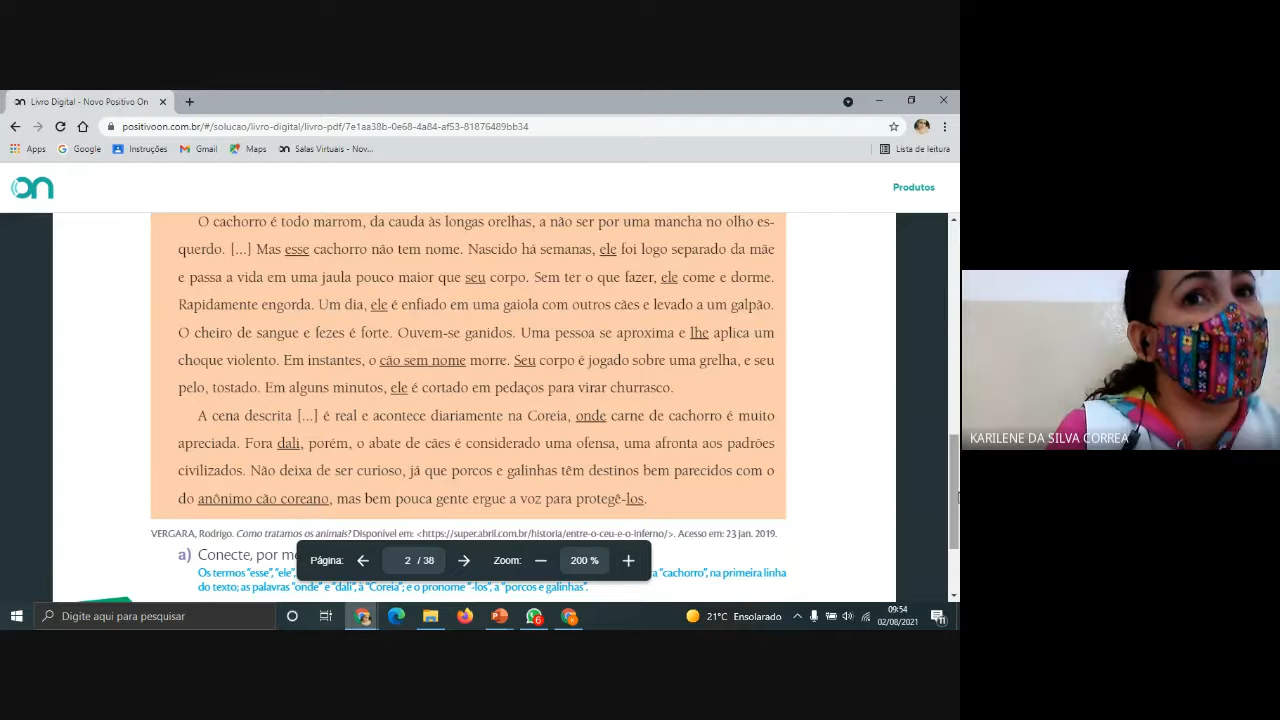 Livro Digital - Novo Positivo On
positivoon.com.br/#/solucao/livro-digital/livro-pdf/7e1aa38b-0e68-4a84-af53-81876489bb34
Apps Google Instruções Gmail Maps Salas Virtuais - Nov... Lista de leitura
on Produtos
O cachorro é todo marrom, da cauda às longas orelhas, a não ser por uma mancha no olho es-
querdo. [...] Mas esse cachorro não tem nome. Nascido há semanas, ele foi logo separado da mãe
e passa a vida em uma jaula pouco maior que seu corpo. Sem ter o que fazer, ele come e dorme.
Rapidamente engorda. Um dia, ele é enfiado em uma gaiola com outros cães e levado a um galpão.
O cheiro de sangue e fezes é forte. Ouvem-se ganidos. Uma pessoa se aproxima e lhe aplica um
choque violento. Em instantes, o cão sem nome morre. Seu corpo é jogado sobre uma grelha, e seu
pelo, tostado. Em alguns minutos, ele é cortado em pedaços para virar churrasco.
A cena descrita [...] é real e acontece diariamente na Coreia, onde carne de cachorro é muito
apreciada. Fora dali, porém, o abate de cães é considerado uma ofensa, uma afronta aos padrões
civilizados. Não deixa de ser curioso, já que porcos e galinhas têm destinos bem parecidos com o
do anônimo cão coreano, mas bem pouca gente ergue a voz para protegê-los.
KARILENE DA SILVA CORREA
VERGARA, Rodrigo. Como tratamos os animais? Disponível em: <https://super.abril.com.br/historia/entre-o-ceu-e-o-inferno/>. Acesso em: 23 jan. 2019.
a) Conecte, por me
Página: 2 / 38 Zoom: 200 %
Os termos "esse", "ele", a "cachorro", na primeira linha
do texto; as palavras "onde" e "dali", à "Coreia"; e o pronome "-los", a "porcos e galinhas".
Digite aqui para pesquisar 6 21°C Ensolarado 09:54
02/08/2021 11